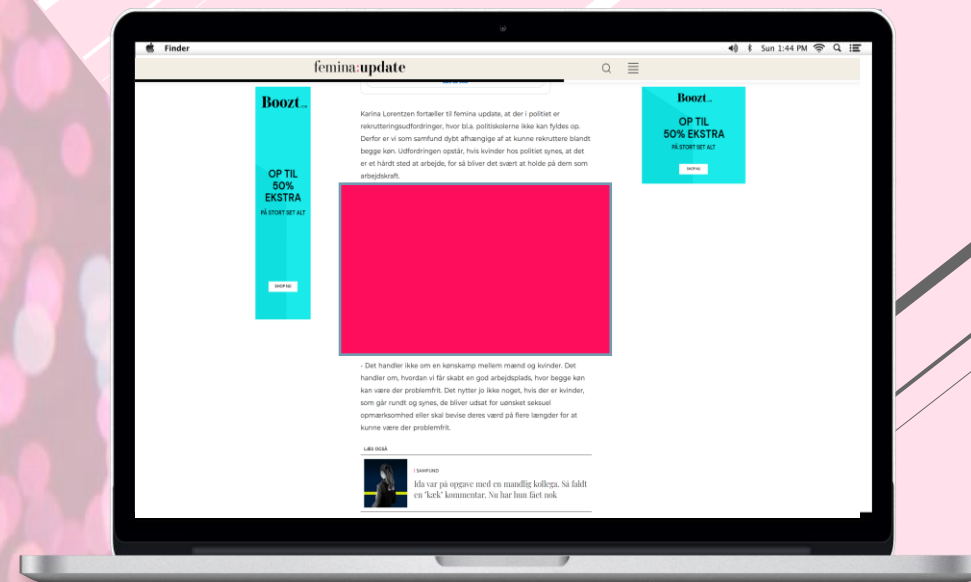 Finder
Sun 1:44 PM
femina:update
Boozt.com
OP TIL
50%
EKSTRA
PÅ STORT SET ALT
SHOP NU
Karina Lorentzen fortæller til femina update, at der i politiet er
rekrutteringsudfordringer, hvor bl.a. politiskolerne ikke kan fyldes op.
Derfor er vi som samfund dybt afhængige af at kunne rekruttere blandt
begge køn. Udfordringen opstår, hvis kvinder hos politiet synes, at det
er et hårdt sted at arbejde, for så bliver det svært at holde på dem som
arbejdskraft.
Boozt
OP TIL
50% EKSTRA
PÅ STORT SET ALT
SHOP NU
- Det handler ikke om en kønskamp mellem mænd og kvinder. Det
handler om, hvordan vi får skabt en god arbejdsplads, hvor begge køn
kan være der problemfrit. Det nytter jo ikke noget, hvis der er kvinder,
som går rundt og synes, de bliver udsat for uønsket seksuel
opmærksomhed eller skal bevise deres værd på flere længder for at
kunne være der problemfrit.
LÆS OGSÅ
SAMFUND
Ida var på opgave med en mandlig kollega. Så faldt
en "kæk" kommentar. Nu har hun fået nok